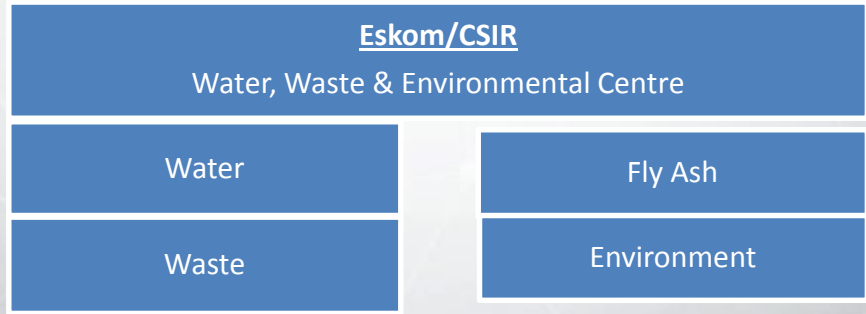 Eskom/CSIR
Water, Waste & Environmental Centre
Water
Fly Ash
Waste
Environment